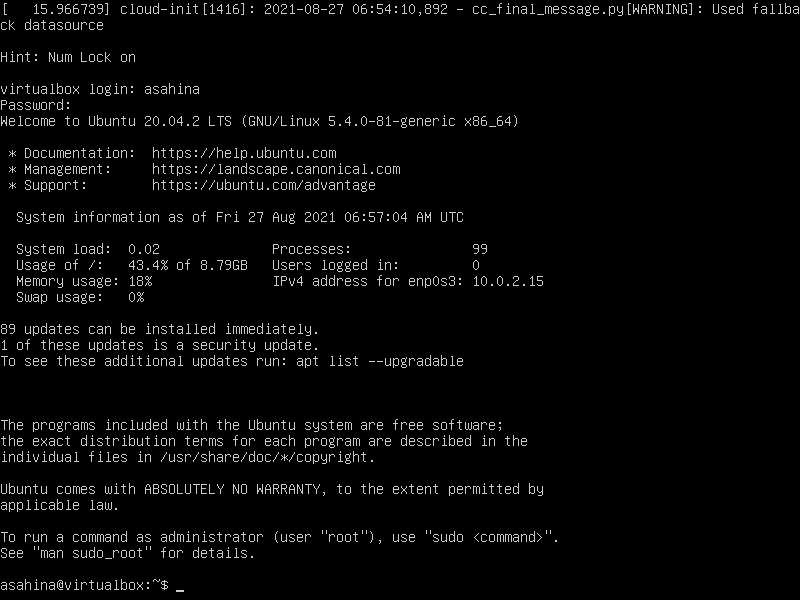 [   15.966739] cloud-init[1416]: 2021-08-27 06:54:10,892 - cc_final_message.py[WARNING]: Used fallba
ck datasource
Hint: Num Lock on
virtualbox login: asahina
Password:
Welcome to Ubuntu 20.04.2 LTS (GNU/Linux 5.4.0-81-generic x86_64)
 * Documentation:  https://help.ubuntu.com
 * Management:     https://landscape.canonical.com
 * Support:        https://ubuntu.com/advantage
  System information as of Fri 27 Aug 2021 06:57:04 AM UTC
  System load:  0.02              Processes:               99
  Usage of /:   43.4% of 8.79GB   Users logged in:         0
  Memory usage: 18%               IPv4 address for enp0s3: 10.0.2.15
  Swap usage:   0%
89 updates can be installed immediately.
1 of these updates is a security update.
To see these additional updates run: apt list --upgradable
The programs included with the Ubuntu system are free software;
the exact distribution terms for each program are described in the
individual files in /usr/share/doc/*/copyright.
Ubuntu comes with ABSOLUTELY NO WARRANTY, to the extent permitted by
applicable law.
To run a command as administrator (user "root"), use "sudo <command>".
See "man sudo_root" for details.
asahina@virtualbox:~$ _